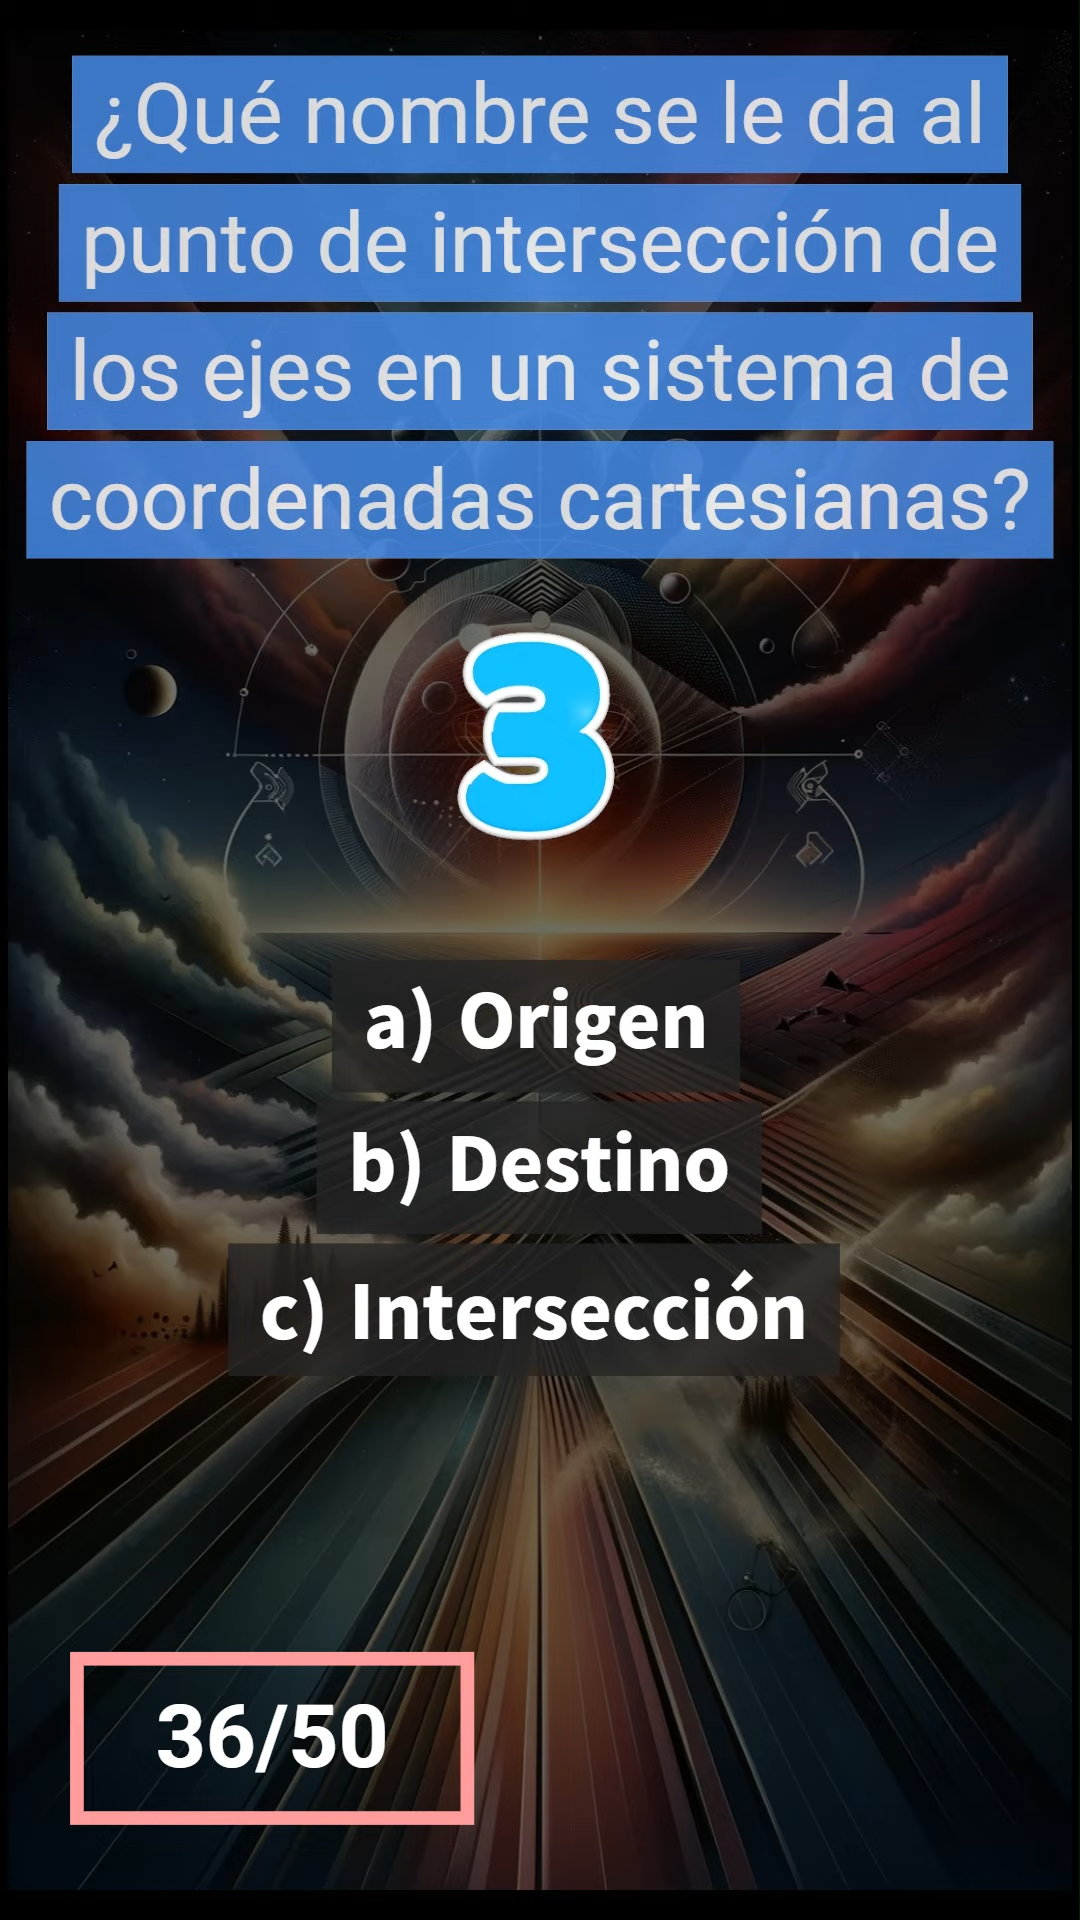 ¿Qué nombre se le da al
punto de intersección de
los ejes en un sistema de
coordenadas cartesianas?
3
a) Origen
b) Destino
c) Intersección
36/50